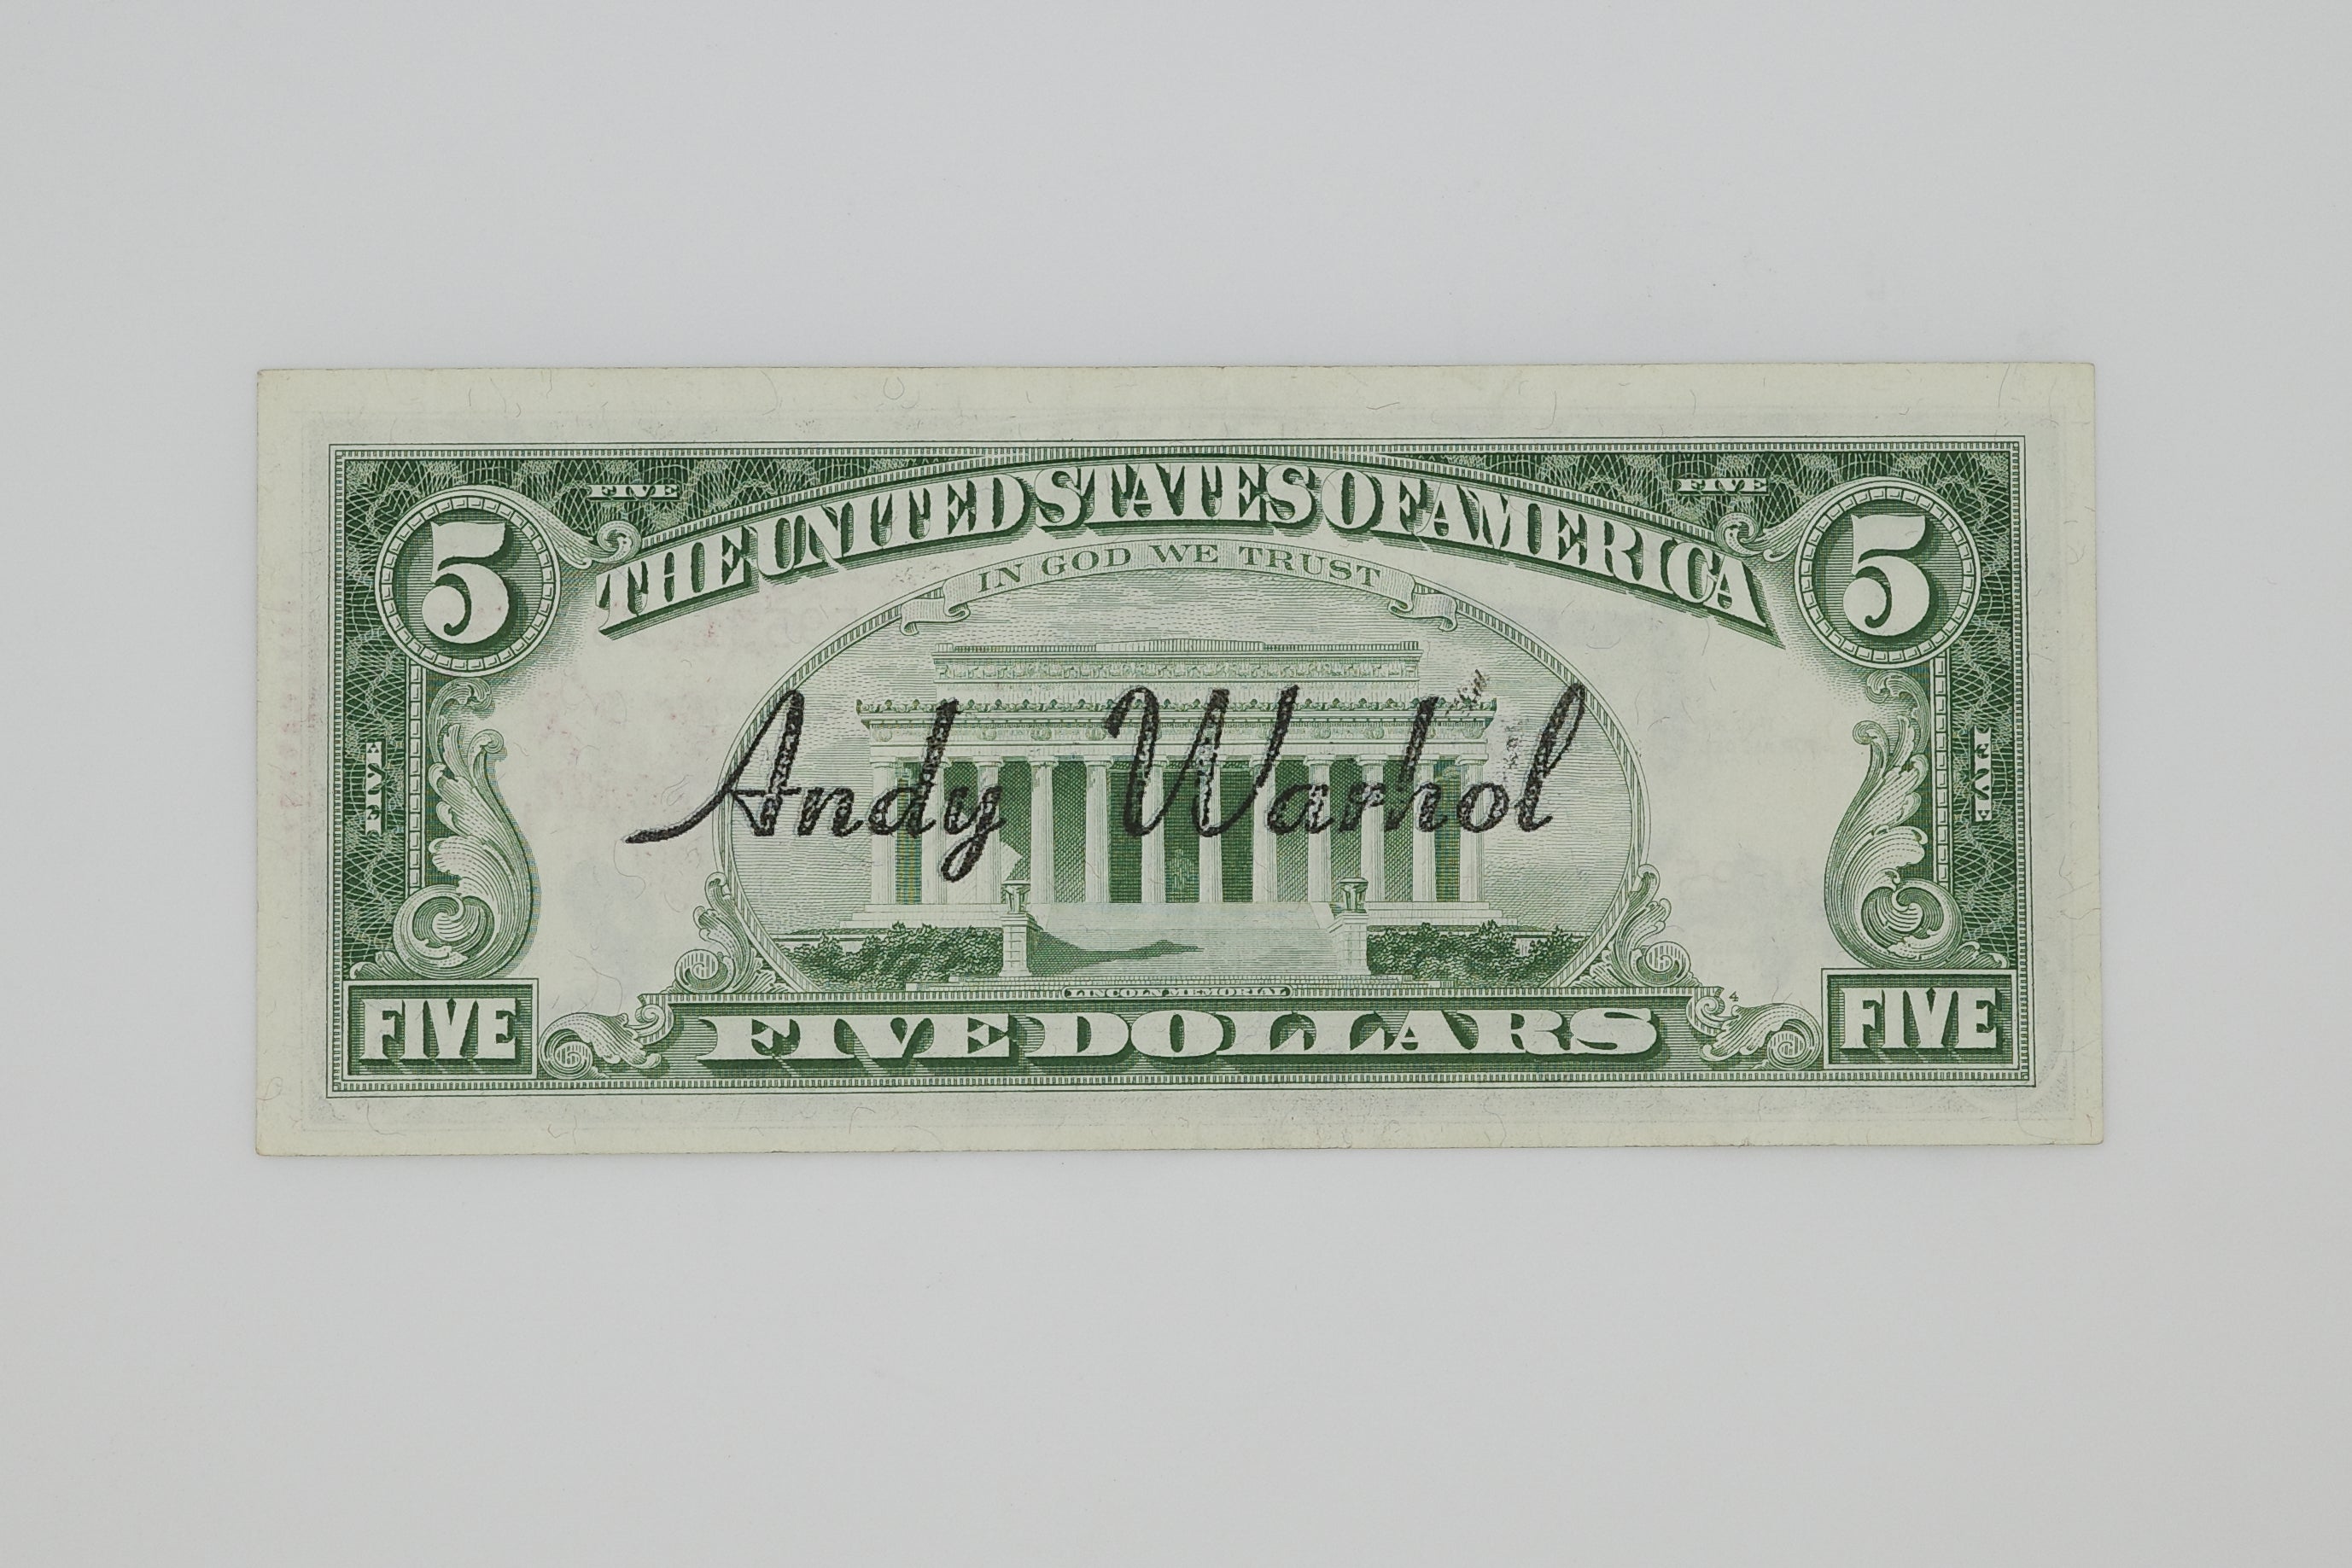 FIVE FIVE
5 THE UNITED STATES OF AMERICA 5
IN GOD WE TRUST
Andy Warhol
FIVE FIVE
LINCOLN MEMORIAL
4
FIVE FIVE DOLLARS FIVE